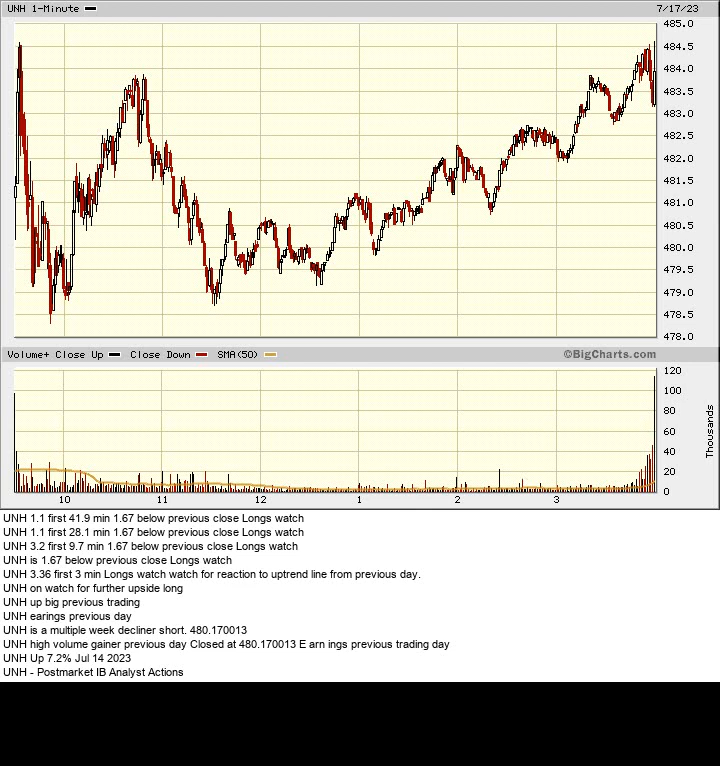 UNH 1-Minute 7/17/23
485.0
484.5
484.0
483.5
483.0
482.5
482.0
481.5
481.0
480.5
480.0
479.5
479.0
478.5
478.0
10 11 12 1 2 3
Volume+ Close Up Close Down SMA(50) ©BigCharts.com
120
100
80
60
40
20
0
Thousands
10 11 12 1 2 3
UNH 1.1 first 41.9 min 1.67 below previous close Longs watch
UNH 1.1 first 28.1 min 1.67 below previous close Longs watch
UNH 3.2 first 9.7 min 1.67 below previous close Longs watch
UNH is 1.67 below previous close Longs watch
UNH 3.36 first 3 min Longs watch watch for reaction to uptrend line from previous day.
UNH on watch for further upside long
UNH up big previous trading
UNH earings previous day
UNH is a multiple week decliner short. 480.170013
UNH high volume gainer previous day Closed at 480.170013 E arn ings previous trading day
UNH Up 7.2% Jul 14 2023
UNH - Postmarket IB Analyst Actions